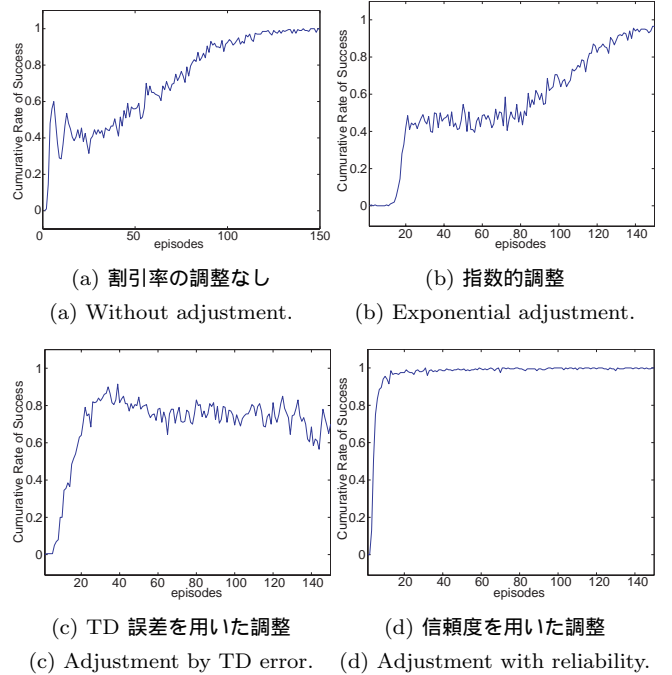 Cumurative Rate of Success
1
0.8
0.6
0.4
0.2
0
0 50 100 150
episodes
(a) 割引率の調整なし
(a) Without adjustment.
Cumurative Rate of Success
1
0.8
0.6
0.4
0.2
0
20 40 60 80 100 120 140
episodes
(b) 指数的調整
(b) Exponential adjustment.
Cumurative Rate of Success
1
0.8
0.6
0.4
0.2
0
20 40 60 80 100 120 140
episodes
(c) TD 誤差を用いた調整
(c) Adjustment by TD error.
Cumurative Rate of Success
1
0.8
0.6
0.4
0.2
0
20 40 60 80 100 120 140
episodes
(d) 信頼度を用いた調整
(d) Adjustment with reliability.